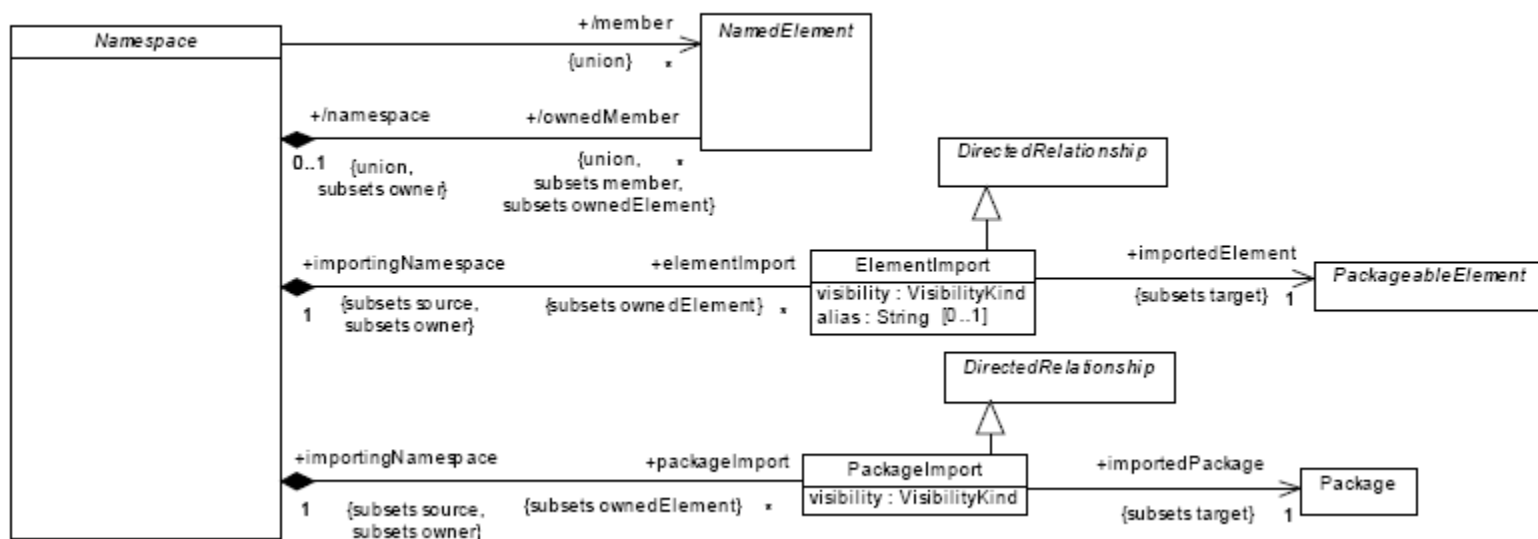 Namespace
+/member
NamedElement
{union} *
+/namespace
+/ownedMember
0..1
{union,
subsets owner}
{union, *
subsets member,
subsets ownedElement}
DirectedRelationship
+importingNamespace
+elementImport
ElementImport
visibility : VisibilityKind
alias : String [0..1]
+importedElement
PackageableElement
1
{subsets source,
subsets owner}
{subsets ownedElement} *
{subsets target} 1
DirectedRelationship
+importingNamespace
+packageImport
PackageImport
visibility : VisibilityKind
+importedPackage
Package
1
{subsets source,
subsets owner}
{subsets ownedElement} *
{subsets target} 1